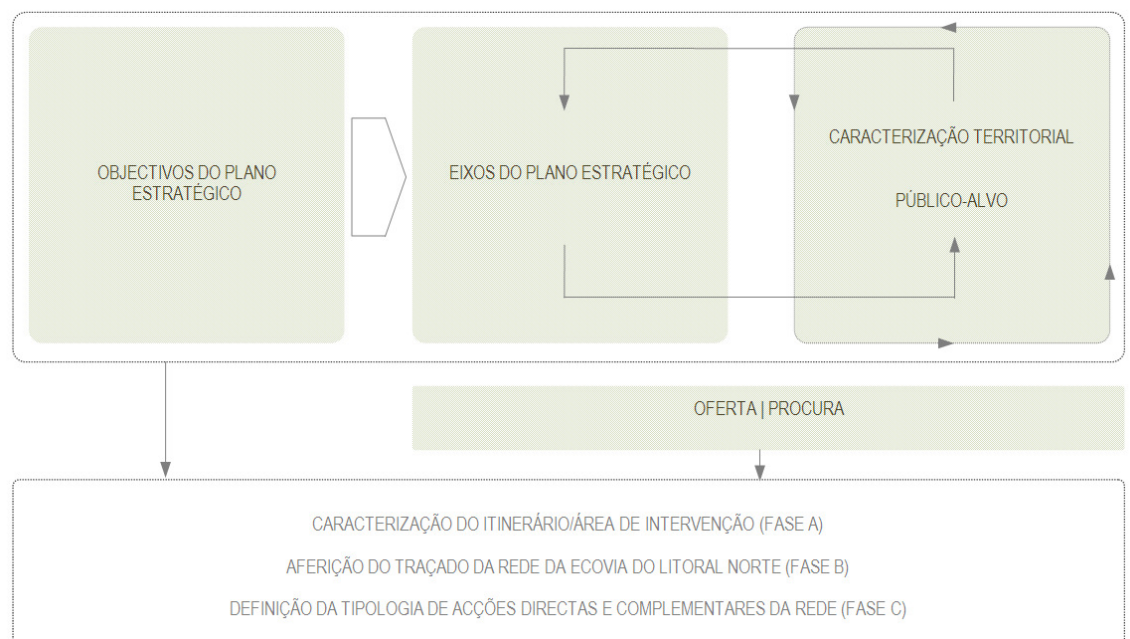 OBJECTIVOS DO PLANO
ESTRATÉGICO
EIXOS DO PLANO ESTRATÉGICO
CARACTERIZAÇÃO TERRITORIAL
PÚBLICO-ALVO
OFERTA | PROCURA
CARACTERIZAÇÃO DO ITINERÁRIO/ÁREA DE INTERVENÇÃO (FASE A)
AFERIÇÃO DO TRAÇADO DA REDE DA ECOVIA DO LITORAL NORTE (FASE B)
DEFINIÇÃO DA TIPOLOGIA DE ACÇÕES DIRECTAS E COMPLEMENTARES DA REDE (FASE C)